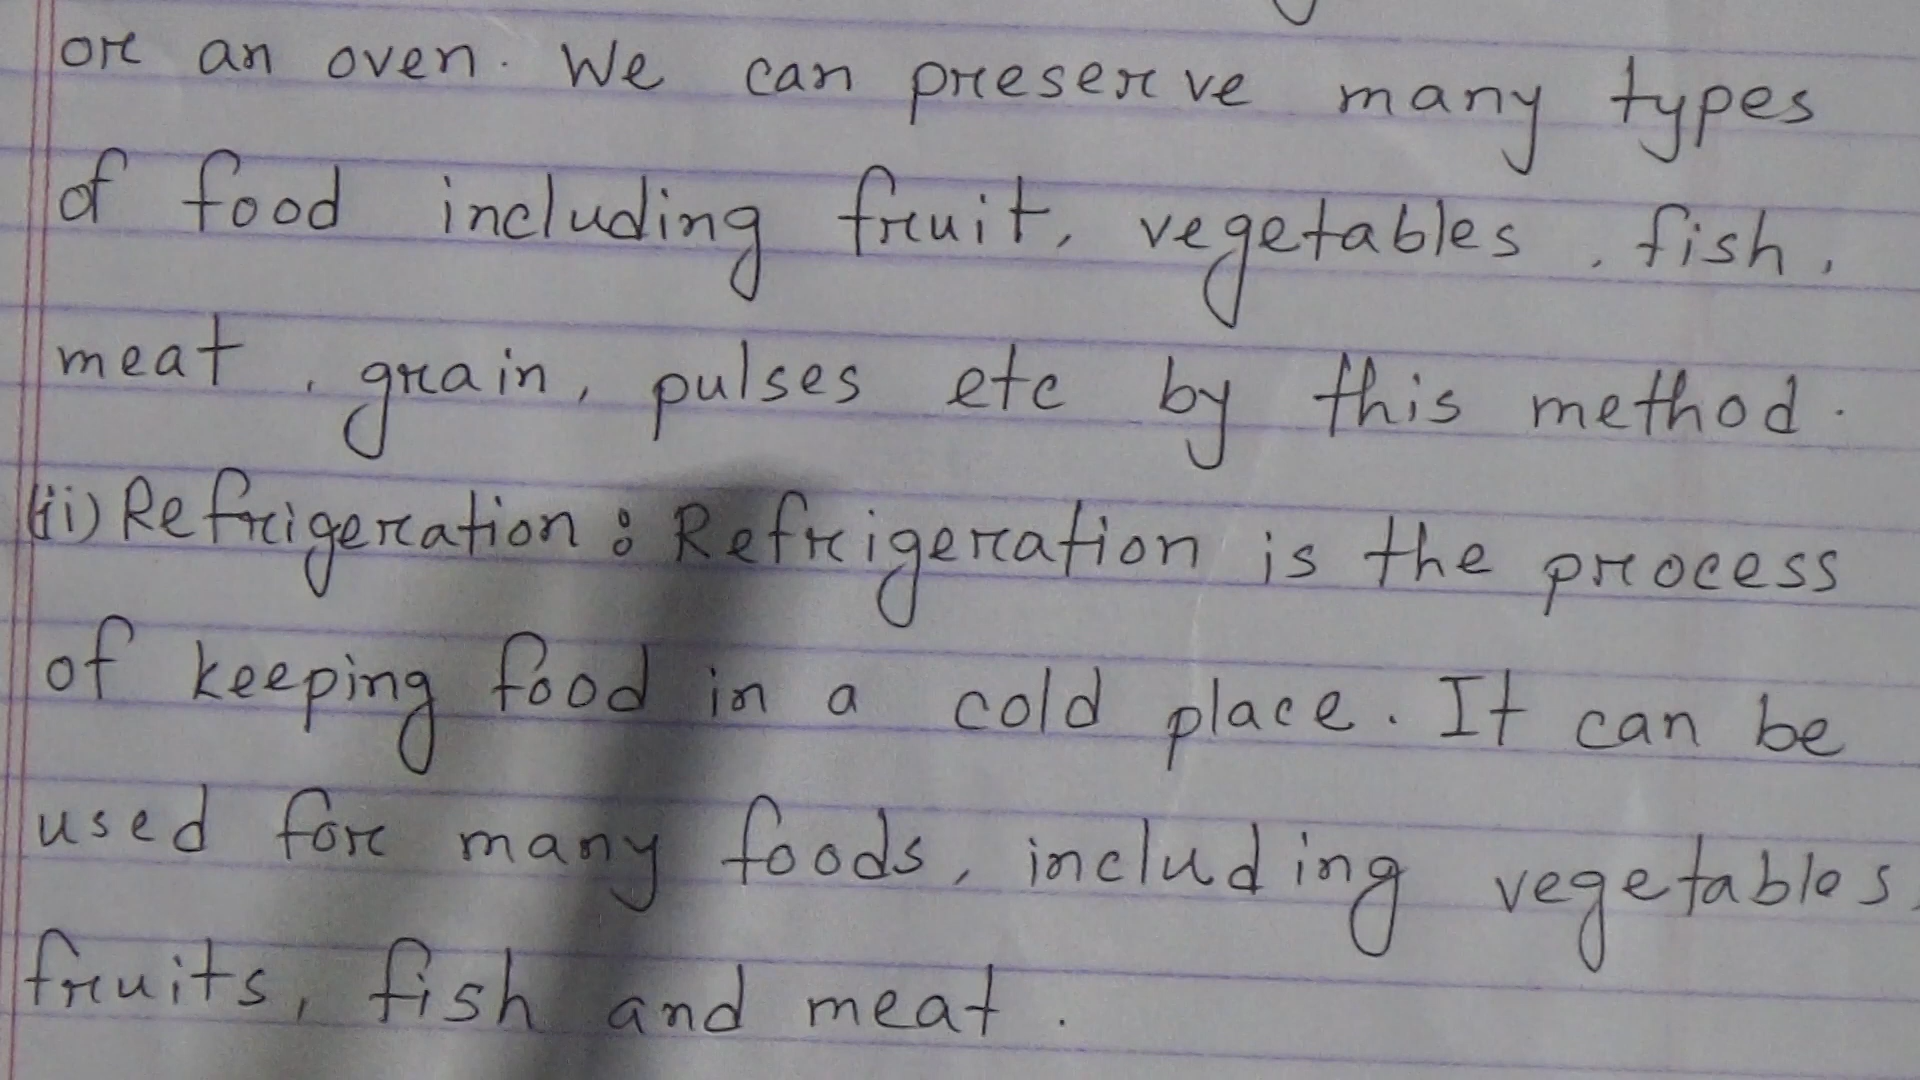 or an oven. We can preserve many types
of food including fruit, vegetables, fish,
meat, grain, pulses etc by this method.
(ii) Refrigeration : Refrigeration is the process
of keeping food in a cold place. It can be
used for many foods, including vegetables,
fruits, fish and meat.